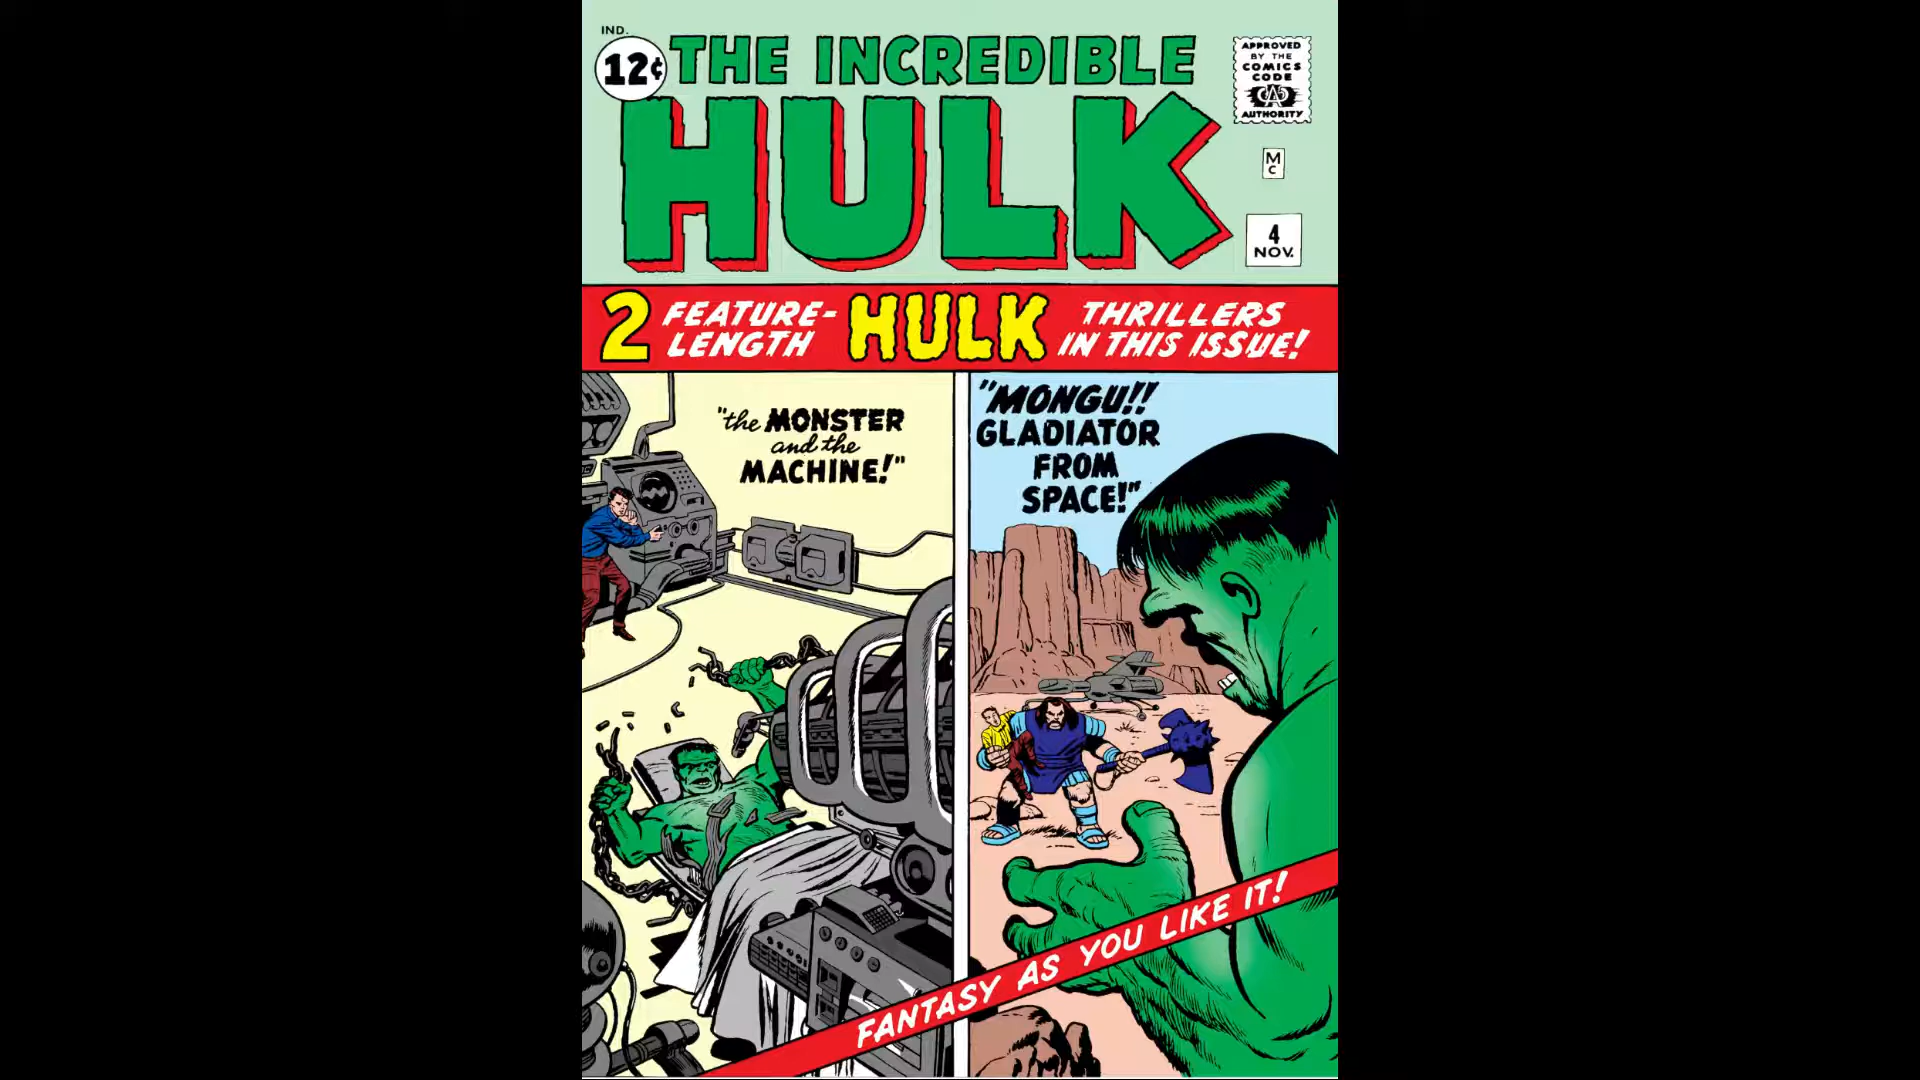 IND.
12¢
THE INCREDIBLE
HULK
APPROVED
BY THE
COMICS
CODE
CA
AUTHORITY
M
C
4
NOV.
2 FEATURE-
LENGTH
HULK
THRILLERS
IN THIS ISSUE!
"the MONSTER
and the
MACHINE!"
"MONGU!!
GLADIATOR
FROM
SPACE!"
FANTASY AS YOU LIKE IT!